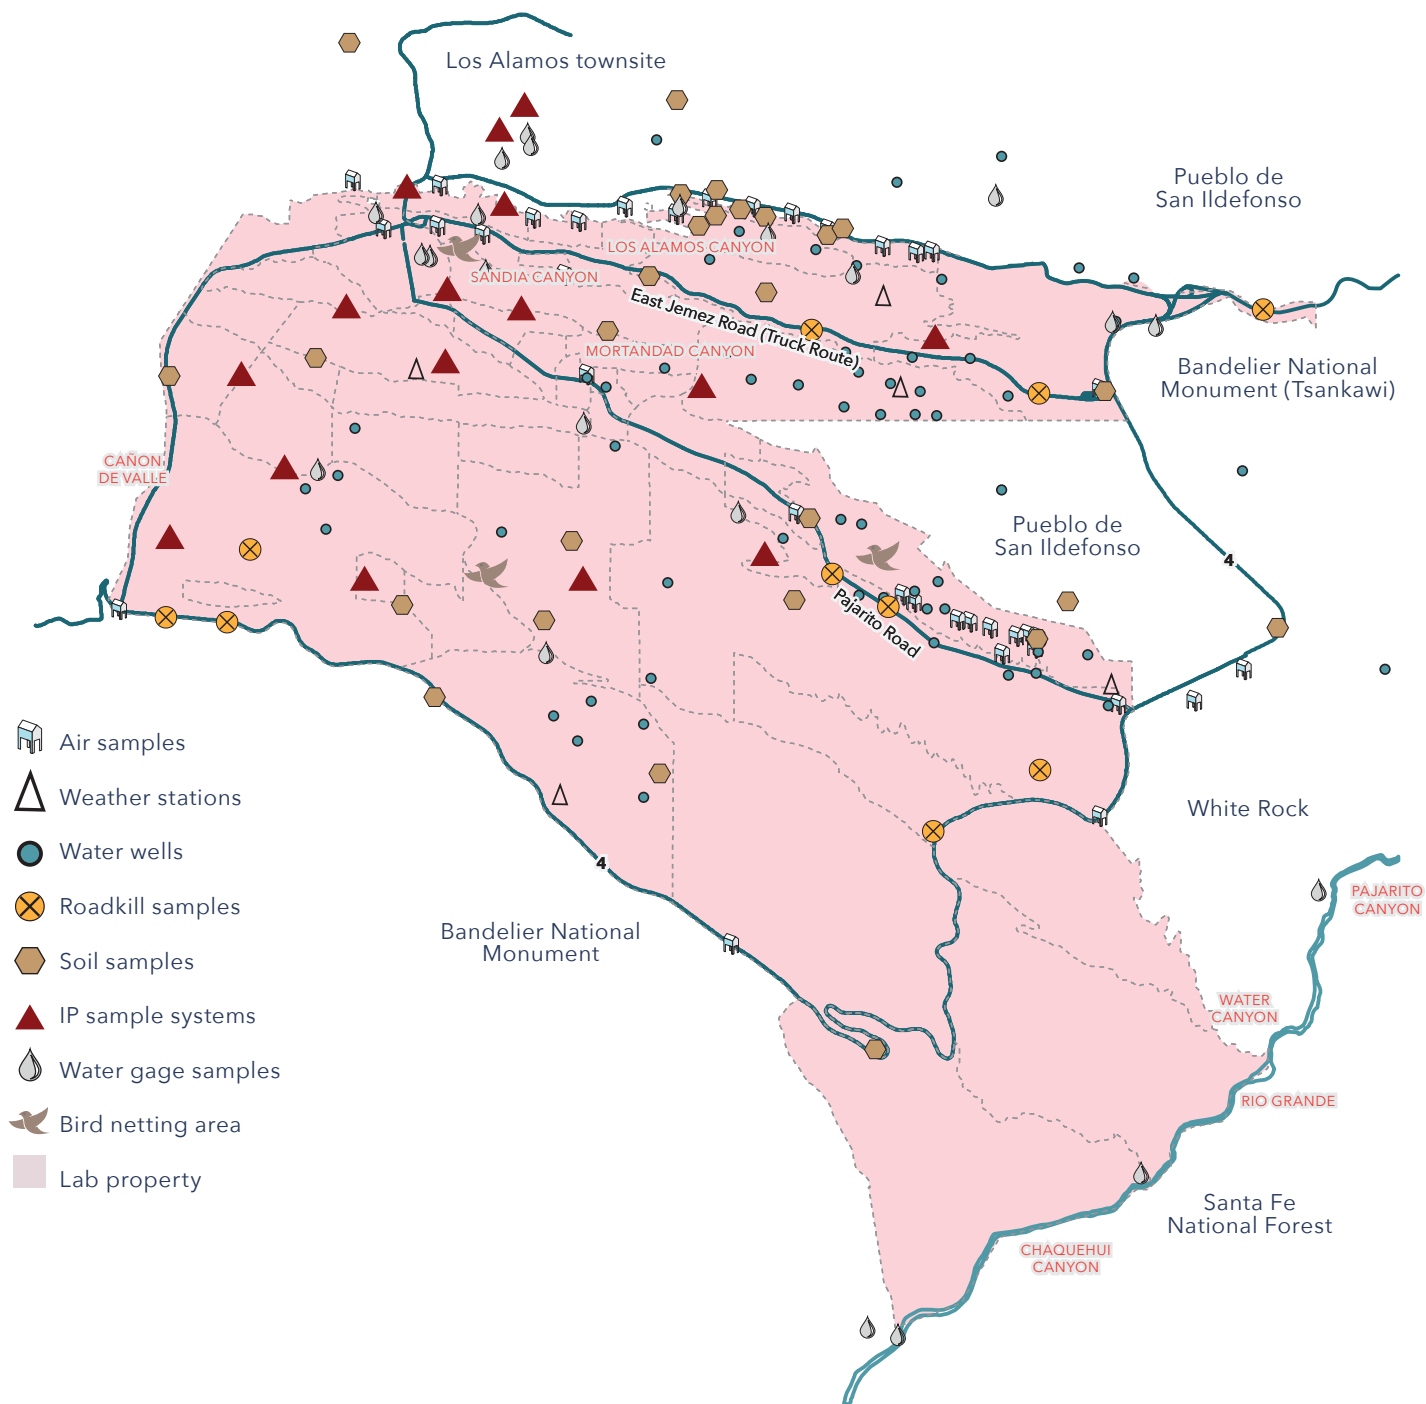 Los Alamos townsite
Pueblo de
San Ildefonso
LOS ALAMOS CANYON
SANDIA CANYON
East Jemez Road (Truck Route)
MORTANDAD CANYON
Bandelier National
Monument (Tsankawi)
CAÑON
DE VALLE
Pueblo de
San Ildefonso
4
Pajarito Road
Air samples
Weather stations
Water wells
Roadkill samples
Soil samples
IP sample systems
Water gage samples
Bird netting area
Lab property
White Rock
4
Bandelier National
Monument
PAJARITO
CANYON
WATER
CANYON
RIO GRANDE
Santa Fe
National Forest
CHAQUEHUI
CANYON